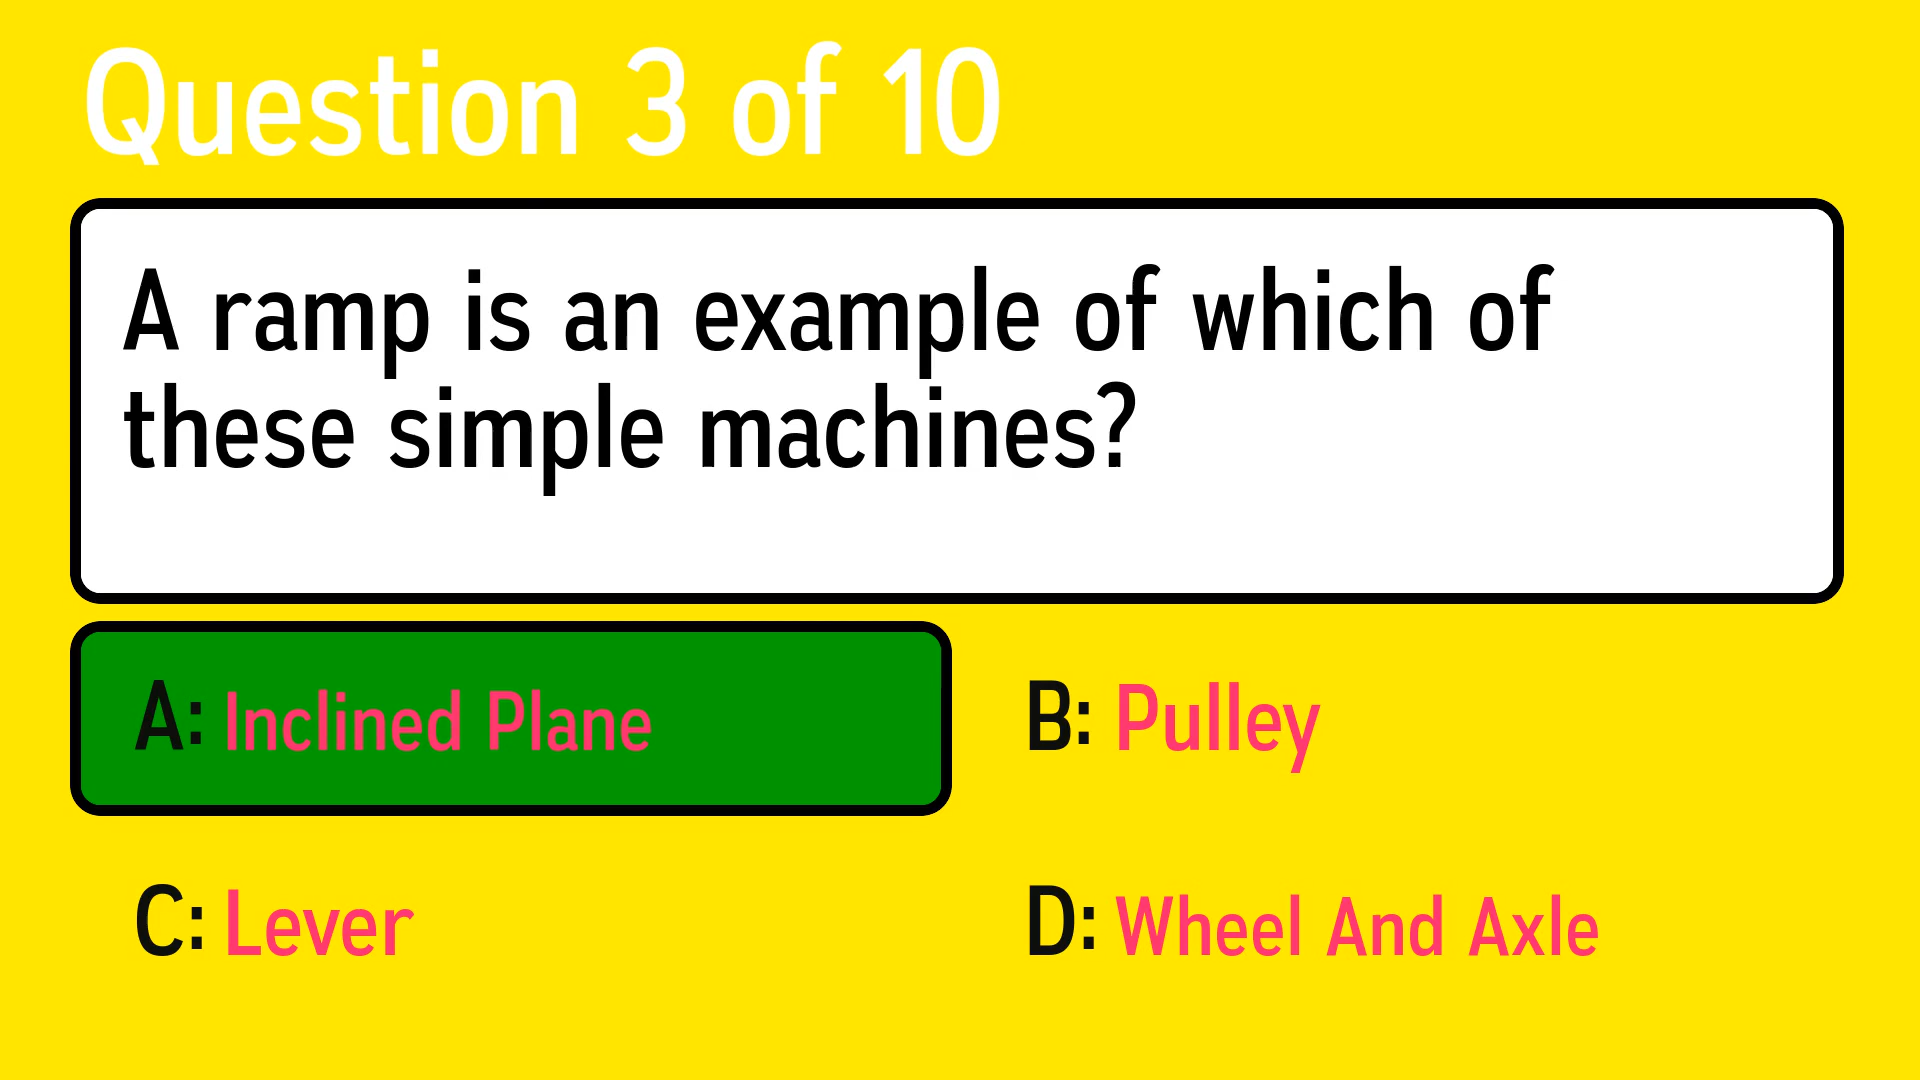 Question 3 of 10
A ramp is an example of which of
these simple machines?
A: Inclined Plane
B: Pulley
C: Lever
D: Wheel And Axle